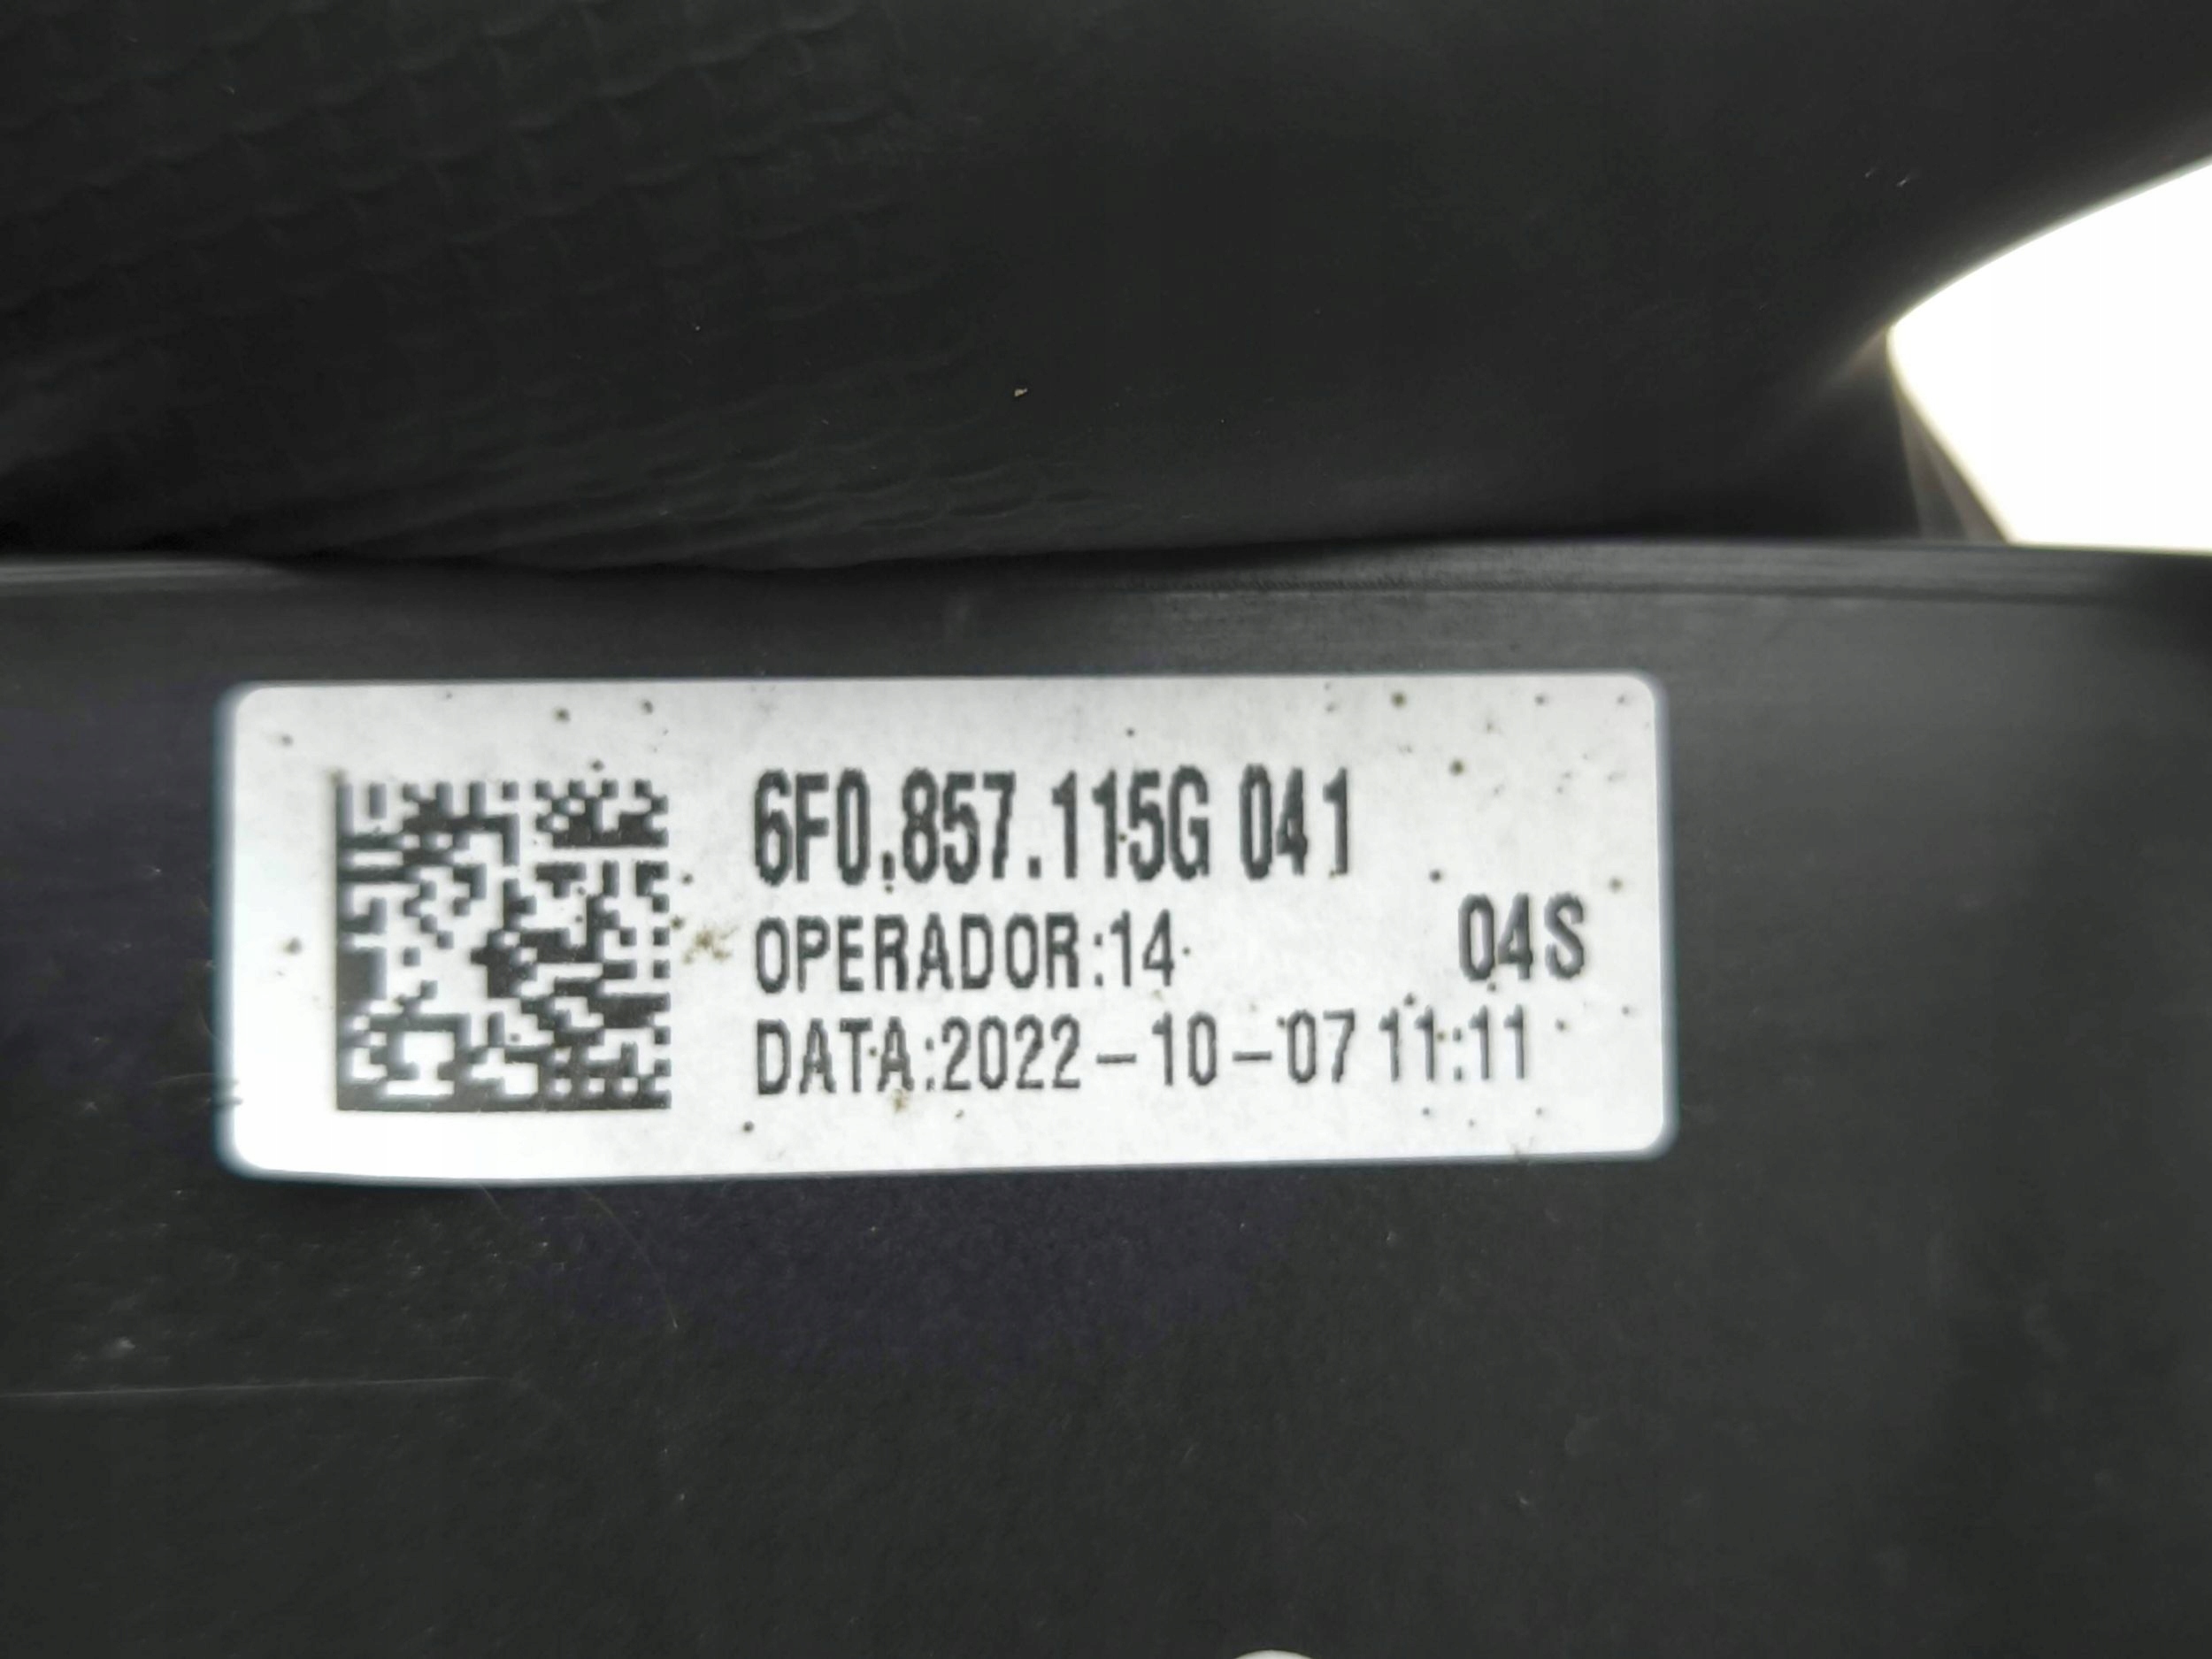 6F0.857.115G 041
OPERADOR:14 04S
DATA:2022-10-07 11:11